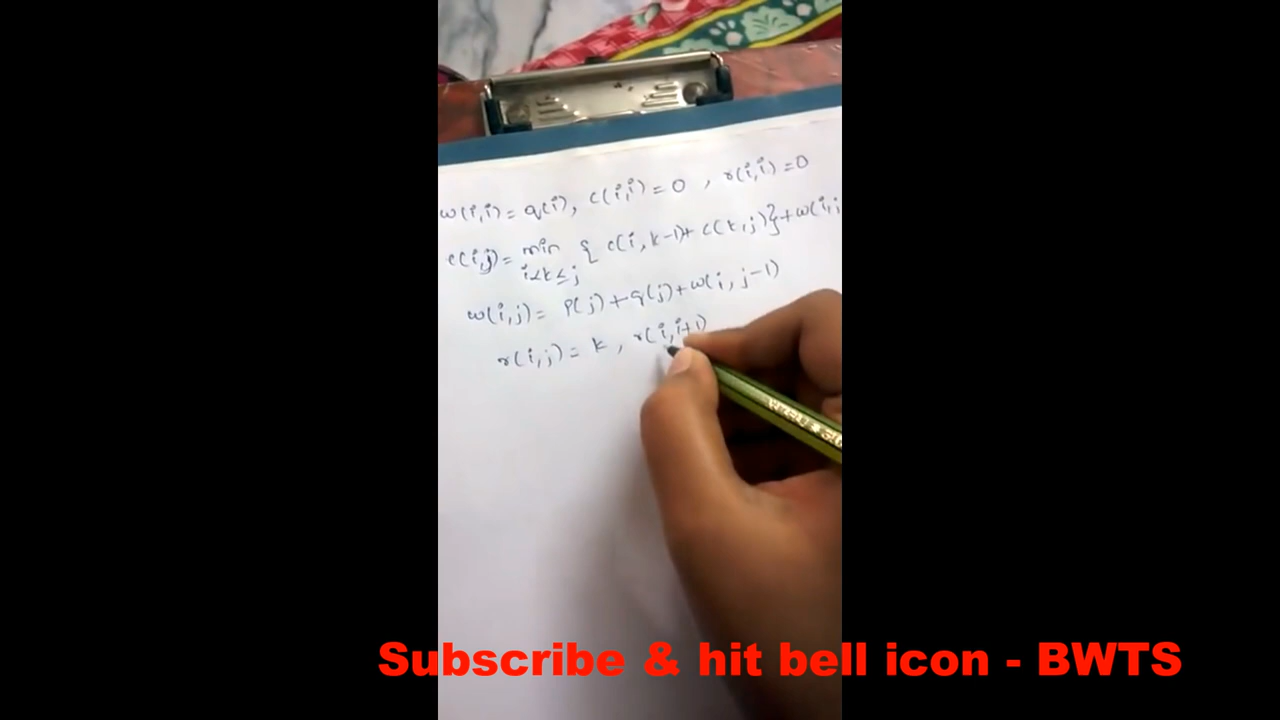 w(i,i) = q(i), c(i,i) = 0 , r(i,i) = 0
c(i,j) = min { c(i, k-1) + c(k,j) } + w(i,j
i<k≤j
w(i,j) = p(j) + q(j) + w(i, j-1)
r(i,j) = k , r(i,i+1)
Subscribe & hit bell icon - BWTS